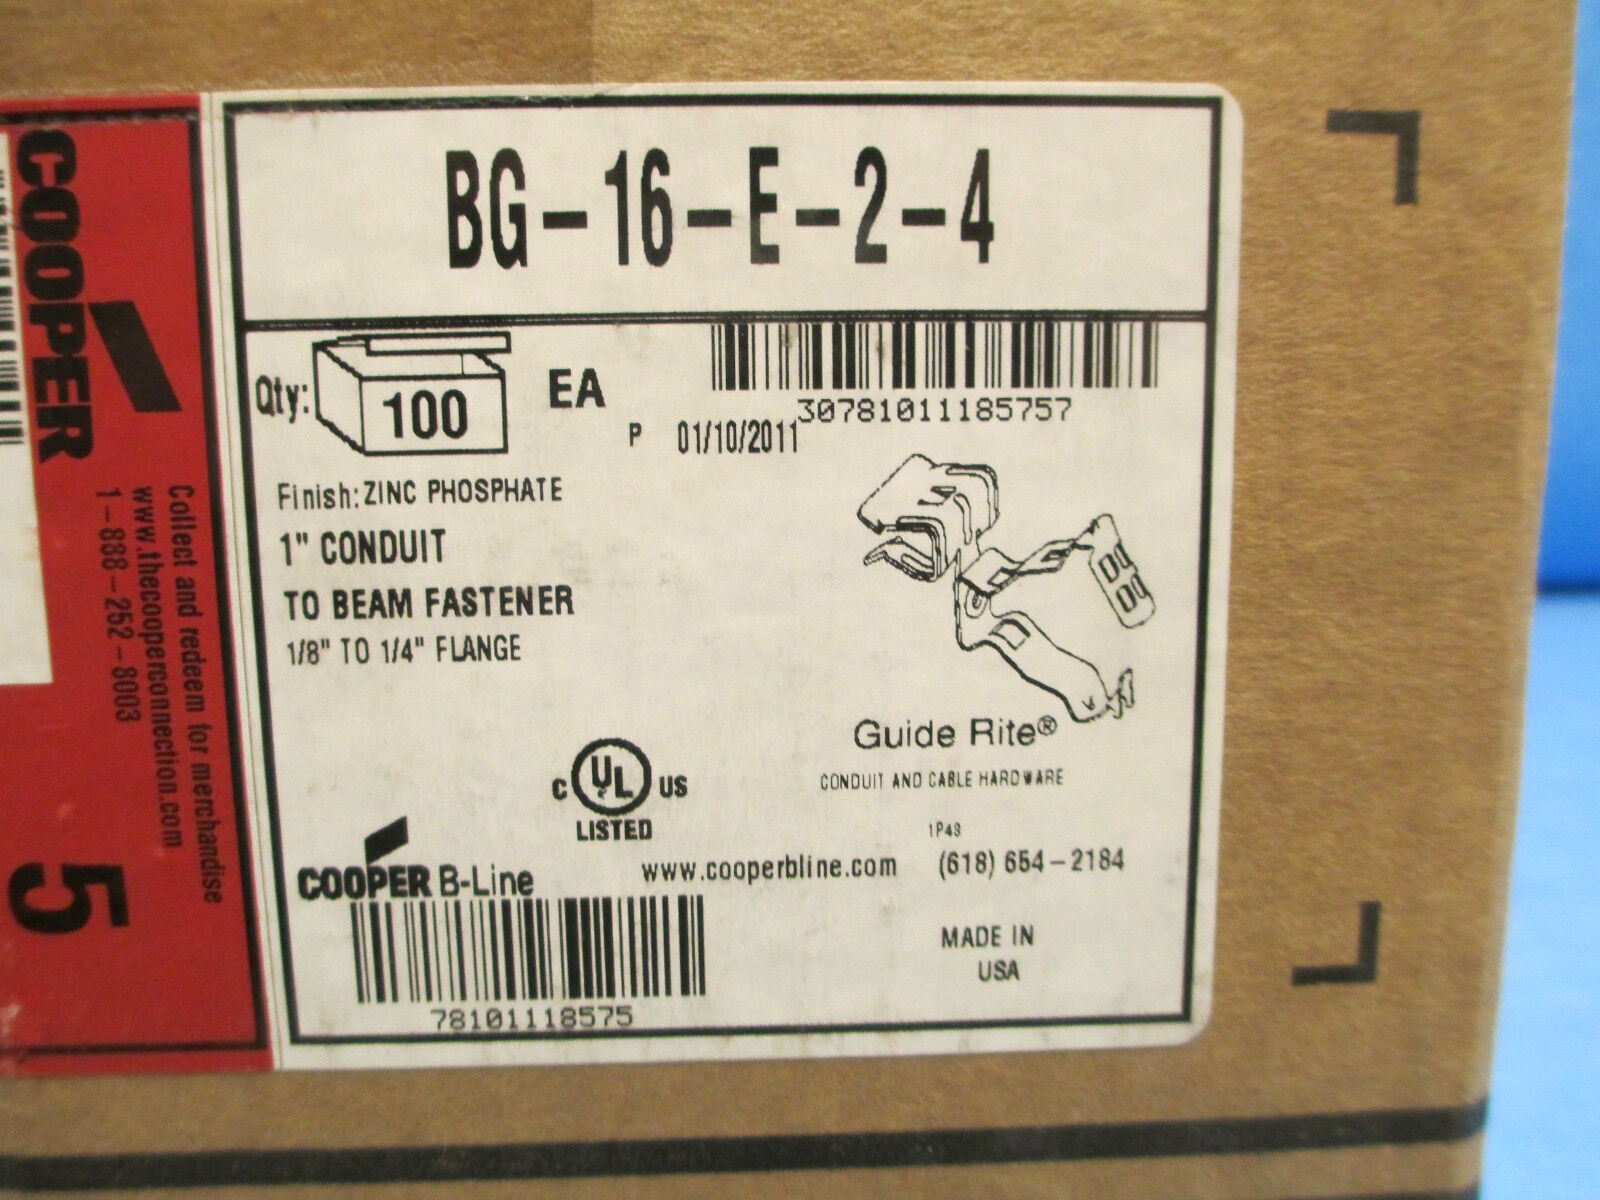 COOPER
Collect and redeem for merchandise
www.thecooperconnection.com
1-888-252-8003
5
BG-16-E-2-4
Qty: 100 EA
30781011185757
P 01/10/2011
Finish: ZINC PHOSPHATE
1" CONDUIT
TO BEAM FASTENER
1/8" TO 1/4" FLANGE
Guide Rite®
CONDUIT AND CABLE HARDWARE
C UL US
LISTED
1P43
COOPER B-Line
www.cooperbline.com (618) 654-2184
MADE IN
USA
78101118575